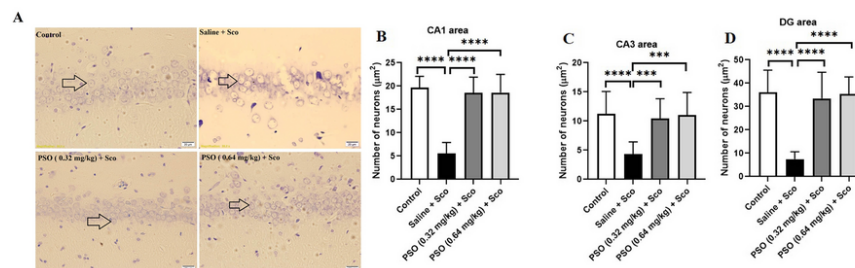 A
Control
Saline + Sco
PSO ( 0.32 mg/kg) + Sco
PSO ( 0.64 mg/kg) + Sco
B
CA1 area
**** ****
****
Number of neurons (µm²)
25
20
15
10
5
0
Control
Saline + Sco
PSO (0.32 mg/kg) + Sco
PSO (0.64 mg/kg) + Sco
C
CA3 area
***
**** ***
Number of neurons (µm²)
20
15
10
5
0
Control
Saline + Sco
PSO (0.32 mg/kg) + Sco
PSO (0.64 mg/kg) + Sco
D
DG area
****
**** ****
Number of neurons (µm²)
50
40
30
20
10
0
Control
Saline + Sco
PSO (0.32 mg/kg) + Sco
PSO (0.64 mg/kg) + Sco